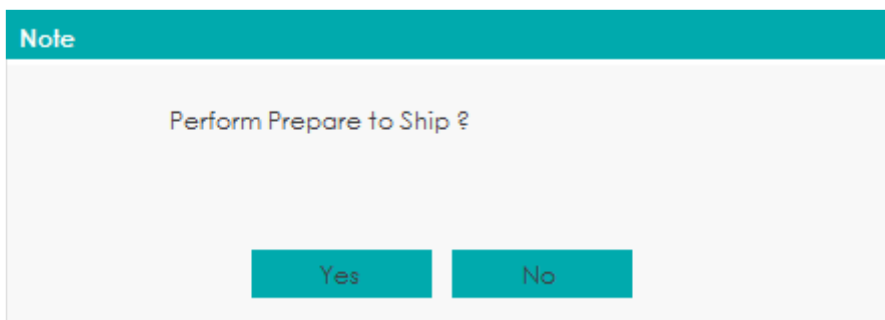 Note
Perform Prepare to Ship ?
Yes
No